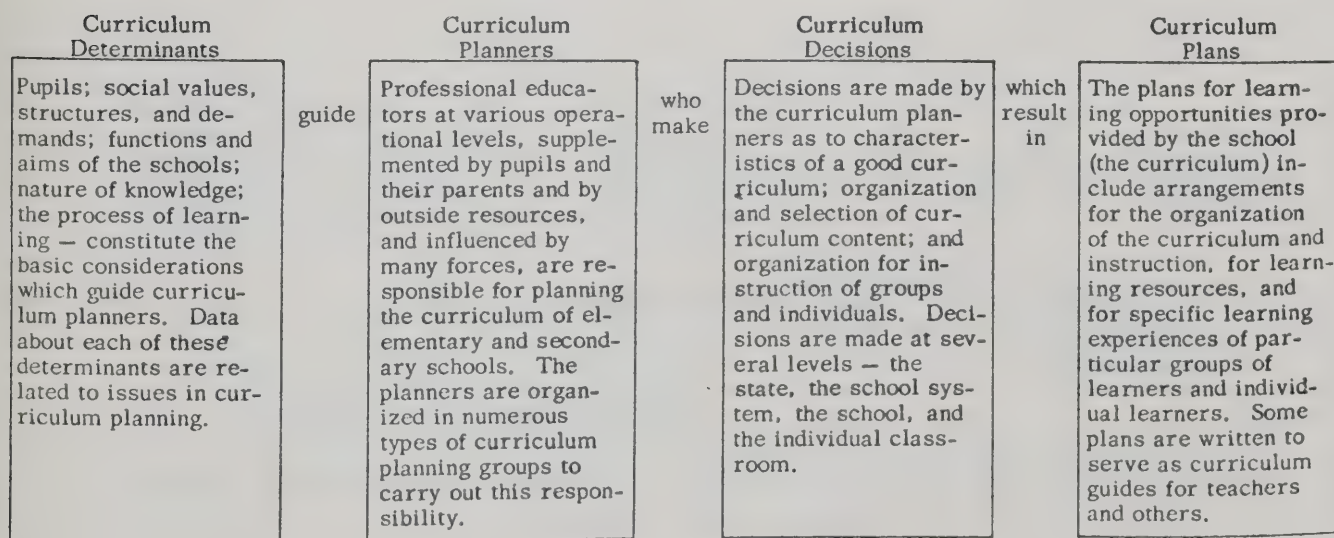 Curriculum
Determinants
Pupils; social values,
structures, and de-
mands; functions and
aims of the schools;
nature of knowledge;
the process of learn-
ing — constitute the
basic considerations
which guide curricu-
lum planners. Data
about each of these
determinants are re-
lated to issues in cur-
riculum planning.
guide
Curriculum
Planners
Professional educa-
tors at various opera-
tional levels, supple-
mented by pupils and
their parents and by
outside resources,
and influenced by
many forces, are re-
sponsible for planning
the curriculum of el-
ementary and second-
ary schools. The
planners are organ-
ized in numerous
types of curriculum
planning groups to
carry out this respon-
sibility.
who
make
Curriculum
Decisions
Decisions are made by
the curriculum plan-
ners as to character-
istics of a good cur-
riculum; organization
and selection of cur-
riculum content; and
organization for in-
struction of groups
and individuals. Deci-
sions are made at sev-
eral levels — the
state, the school sys-
tem, the school, and
the individual class-
room.
which
result
in
Curriculum
Plans
The plans for learn-
ing opportunities pro-
vided by the school
(the curriculum) in-
clude arrangements
for the organization
of the curriculum and
instruction, for learn-
ing resources, and
for specific learning
experiences of par-
ticular groups of
learners and individ-
ual learners. Some
plans are written to
serve as curriculum
guides for teachers
and others.